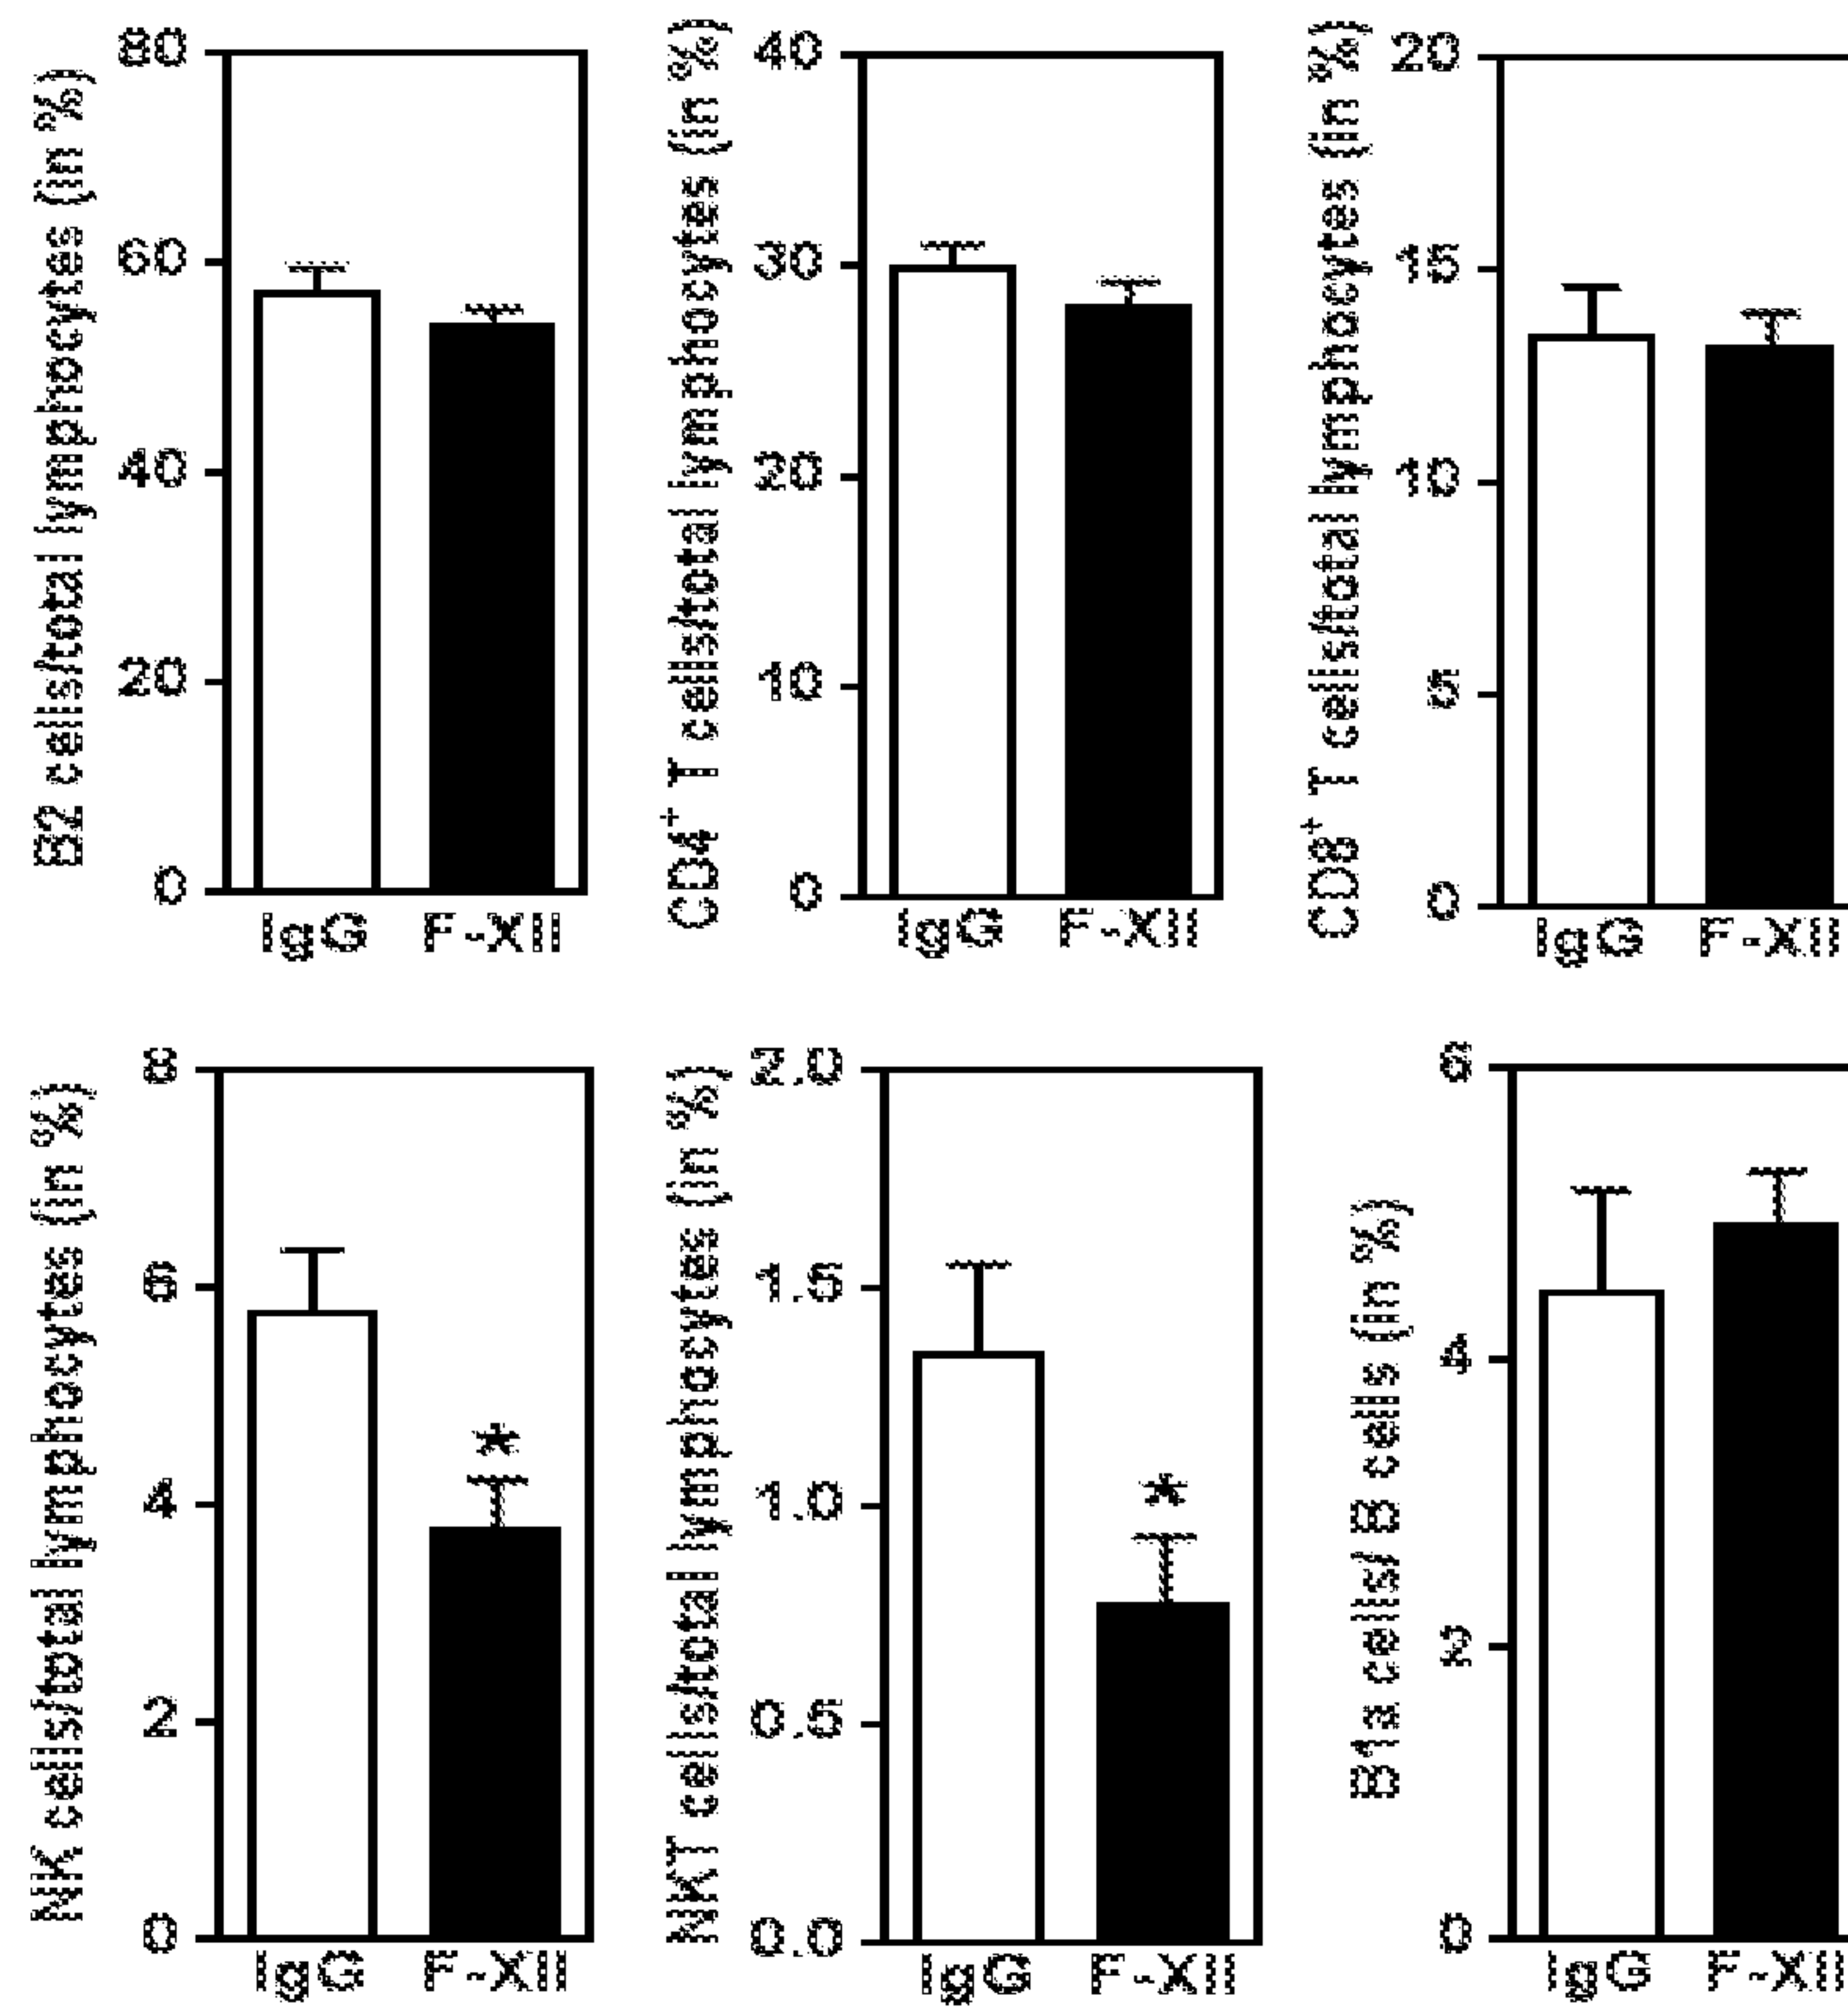 B2 cells/total lymphocytes (in %)
80
60
40
20
0
IgG F-XII
CD4+ T cells/total lymphocytes (in %)
40
30
20
10
0
IgG F-XII
CD8+ T cells/total lymphocytes (in %)
20
15
10
5
0
IgG F-XII
NK cells/total lymphocytes (in %)
8
6
4
2
0
*
IgG F-XII
NKT cells/total lymphocytes (in %)
2.0
1.5
1.0
0.5
0.0
*
IgG F-XII
B1a cells/ B cells (in %)
6
4
2
0
IgG F-XII